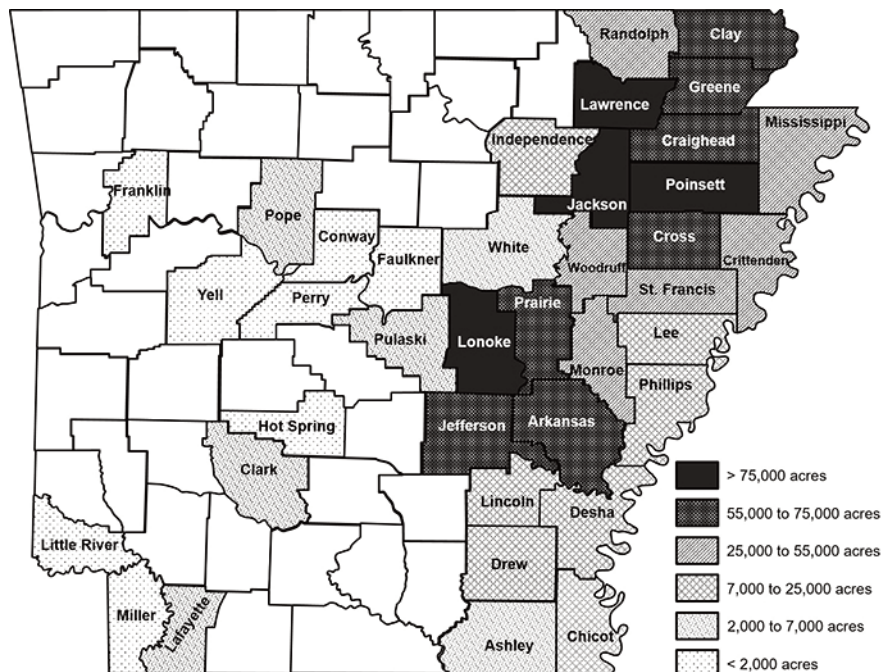 Randolph
Clay
Greene
Lawrence
Mississippi
Independence
Craighead
Poinsett
Franklin
Jackson
Pope
Conway
White
Cross
Faulkner
Woodruff
Crittenden
Yell
Perry
Prairie
St. Francis
Pulaski
Lonoke
Lee
Monroe
Phillips
Hot Spring
Jefferson
Arkansas
Clark
Lincoln
Desha
Little River
Drew
Miller
Lafayette
Ashley
Chicot
> 75,000 acres
55,000 to 75,000 acres
25,000 to 55,000 acres
7,000 to 25,000 acres
2,000 to 7,000 acres
< 2,000 acres